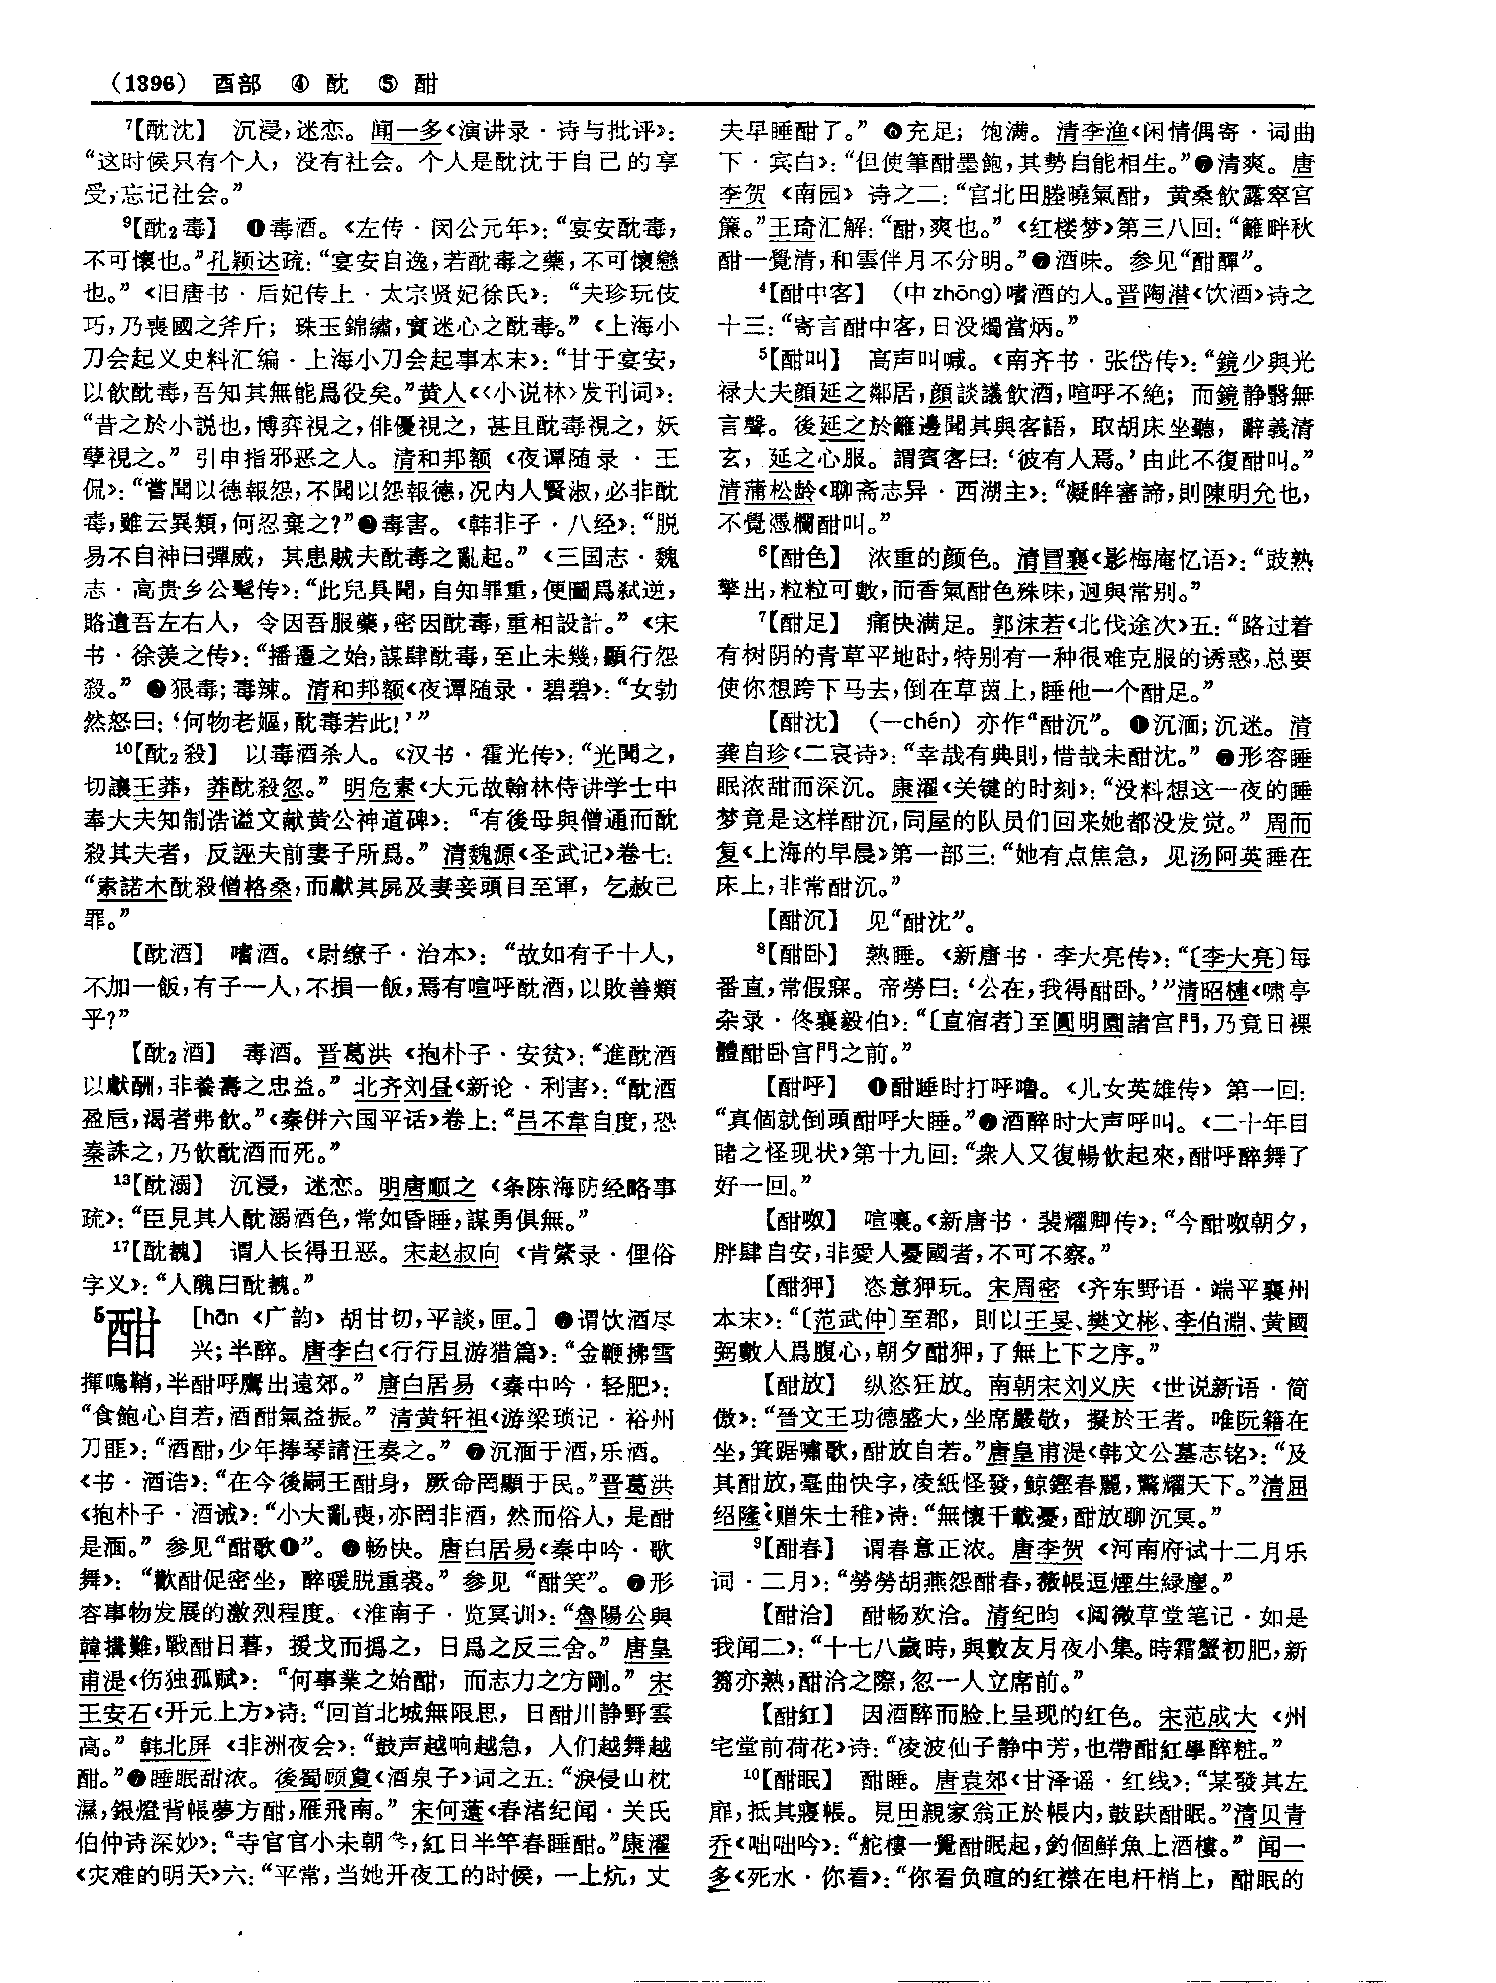 （1396） 酉部 ④ 酖 ⑤ 酣
⁷【酖沈】 沉浸，迷恋。闻一多《演讲录·诗与批评》：
“这时候只有个人，没有社会。个人是酖沈于自己的享
受，忘记社会。”
⁹【酖₂毒】 ❶毒酒。《左传·闵公元年》：“宴安酖毒，
不可懷也。”孔颖达疏：“宴安自逸，若酖毒之藥，不可懷戀
也。”《旧唐书·后妃传上·太宗贤妃徐氏》：“夫珍玩伎
巧，乃喪國之斧斤；珠玉錦繡，寔迷心之酖毒。”《上海小
刀会起义史料汇编·上海小刀会起事本末》：“甘于宴安，
以飲酖毒，吾知其無能爲役矣。”黄人《〈小说林〉发刊词》：
“昔之於小説也，博弈視之，俳優視之，甚且酖毒視之，妖
孽視之。”引申指邪恶之人。清和邦额《夜谭随录·王
侃》：“嘗聞以德報怨，不聞以怨報德，况内人賢淑，必非酖
毒，雖云異類，何忍棄之？”❷毒害。《韩非子·八经》：“脱
易不自神曰彈威，其患贼夫酖毒之亂起。”《三国志·魏
志·高贵乡公髦传》：“此兒具聞，自知罪重，便圖爲弑逆，
賂遺吾左右人，令因吾服藥，密因酖毒，重相設計。”《宋
书·徐羡之传》：“播遷之始，謀肆酖毒，至止未幾，顯行怨
殺。”❸狠毒；毒辣。清和邦额《夜谭随录·碧碧》：“女勃
然怒曰：‘何物老嫗，酖毒若此！’”
¹⁰【酖₂殺】 以毒酒杀人。《汉书·霍光传》：“光聞之，
切讓王莽，莽酖殺忽。”明危素《大元故翰林侍讲学士中
奉大夫知制诰谥文献黄公神道碑》：“有後母與僧通而酖
殺其夫者，反誣夫前妻子所爲。”清魏源《圣武记》卷七：
“索諾木酖殺僧格桑，而獻其屍及妻妾頭目至軍，乞赦己
罪。”
【酖酒】 嗜酒。《尉缭子·治本》：“故如有子十人，
不加一飯，有子一人，不損一飯，焉有喧呼酖酒，以敗善類
乎？”
【酖₂酒】 毒酒。晋葛洪《抱朴子·安贫》：“進酖酒
以獻酬，非養壽之忠益。”北齐刘昼《新论·利害》：“酖酒
盈巵，渴者弗飲。”《秦併六国平话》卷上：“吕不韋自度，恐
秦誅之，乃飲酖酒而死。”
¹³【酖溺】 沉浸，迷恋。明唐顺之《条陈海防经略事
疏》：“臣見其人酖溺酒色，常如昏睡，謀勇俱無。”
¹⁷【酖魗】 谓人长得丑恶。宋赵叔向《肯綮录·俚俗
字义》：“人醜曰酖魗。”
⁵酣 ［hān《广韵》胡甘切，平談，匣。］❶谓饮酒尽
兴；半醉。唐李白《行行且游猎篇》：“金鞭拂雪
揮鳴鞘，半酣呼鷹出遠郊。”唐白居易《秦中吟·轻肥》：
“食飽心自若，酒酣氣益振。”清黄轩祖《游梁琐记·裕州
刀匪》：“酒酣，少年捧琴請汪奏之。”❷沉湎于酒，乐酒。
《书·酒诰》：“在今後嗣王酣身，厥命罔顯于民。”晋葛洪
《抱朴子·酒诫》：“小大亂喪，亦罔非酒，然而俗人，是酣
是湎。”参见“酣歌❶”。❸畅快。唐白居易《秦中吟·歌
舞》：“歡酣促密坐，醉暖脱重裘。”参见“酣笑”。❹形
容事物发展的激烈程度。《淮南子·览冥训》：“魯陽公與
韓搆難，戰酣日暮，援戈而撝之，日爲之反三舍。”唐皇
甫湜《伤独孤赋》：“何事業之始酣，而志力之方剛。”宋
王安石《开元上方》诗：“回首北城無限思，日酣川静野雲
高。”韩北屏《非洲夜会》：“鼓声越响越急，人们越舞越
酣。”❺睡眠甜浓。後蜀顾敻《酒泉子》词之五：“淚侵山枕
濕，銀燈背帳夢方酣，雁飛南。”宋何薳《春渚纪闻·关氏
伯仲诗深妙》：“寺官官小未朝參，紅日半竿春睡酣。”康濯
《灾难的明天》六：“平常，当她开夜工的时候，一上炕，丈
夫早睡酣了。”❻充足；饱满。清李渔《闲情偶寄·词曲
下·宾白》：“但使筆酣墨飽，其勢自能相生。”❼清爽。唐
李贺《南园》诗之二：“宫北田塍曉氣酣，黄桑飲露窣宫
簾。”王琦汇解：“酣，爽也。”《红楼梦》第三八回：“籬畔秋
酣一覺清，和雲伴月不分明。”❽酒味。参见“酣醰”。
⁴【酣中客】 （中zhōng）嗜酒的人。晋陶潜《饮酒》诗之
十三：“寄言酣中客，日没燭當炳。”
⁵【酣叫】 高声叫喊。《南齐书·张岱传》：“鏡少與光
禄大夫顔延之鄰居，顔談議飲酒，喧呼不絶；而鏡静翳無
言聲。後延之於籬邊聞其與客語，取胡床坐聽，辭義清
玄，延之心服。謂賓客曰：‘彼有人焉。’由此不復酣叫。”
清蒲松龄《聊斋志异·西湖主》：“凝眸審諦，則陳明允也，
不覺憑欄酣叫。”
⁶【酣色】 浓重的颜色。清冒襄《影梅庵忆语》：“豉熟
擎出，粒粒可數，而香氣酣色殊味，迥與常别。”
⁷【酣足】 痛快满足。郭沫若《北伐途次》五：“路过着
有树阴的青草平地时，特别有一种很难克服的诱惑，总要
使你想跨下马去，倒在草茵上，睡他一个酣足。”
【酣沈】 （—chén）亦作“酣沉”。❶沉湎；沉迷。清
龚自珍《二哀诗》：“幸哉有典則，惜哉未酣沈。”❷形容睡
眠浓甜而深沉。康濯《关键的时刻》：“没料想这一夜的睡
梦竟是这样酣沉，同屋的队员们回来她都没发觉。”周而
复《上海的早晨》第一部三：“她有点焦急，见汤阿英睡在
床上，非常酣沉。”
【酣沉】 见“酣沈”。
⁸【酣卧】 熟睡。《新唐书·李大亮传》：“〔李大亮〕每
番直，常假寐。帝勞曰：‘公在，我得酣卧。’”清昭槤《啸亭
杂录·佟襄毅伯》：“〔直宿者〕至圓明園諸宫門，乃竟日裸
體酣卧宫門之前。”
【酣呼】 ❶酣睡时打呼噜。《儿女英雄传》第一回：
“真個就倒頭酣呼大睡。”❷酒醉时大声呼叫。《二十年目
睹之怪现状》第十九回：“衆人又復暢飲起來，酣呼醉舞了
好一回。”
【酣呶】 喧嚷。《新唐书·裴耀卿传》：“今酣呶朝夕，
胖肆自安，非愛人憂國者，不可不察。”
【酣狎】 恣意狎玩。宋周密《齐东野语·端平襄州
本末》：“〔范武仲〕至郡，則以王旻、樊文彬、李伯淵、黄國
弼數人爲腹心，朝夕酣狎，了無上下之序。”
【酣放】 纵恣狂放。南朝宋刘义庆《世说新语·简
傲》：“晉文王功德盛大，坐席嚴敬，擬於王者。唯阮籍在
坐，箕踞嘯歌，酣放自若。”唐皇甫湜《韩文公墓志铭》：“及
其酣放，毫曲快字，凌紙怪發，鲸鏗春麗，驚耀天下。”清屈
绍隆《赠朱士稚》诗：“無懷千載憂，酣放聊沉冥。”
⁹【酣春】 谓春意正浓。唐李贺《河南府试十二月乐
词·二月》：“勞勞胡燕怨酣春，薇帳逗煙生緑塵。”
【酣洽】 酣畅欢洽。清纪昀《阅微草堂笔记·如是
我闻二》：“十七八歲時，與數友月夜小集。時霜蟹初肥，新
篘亦熟，酣洽之際，忽一人立席前。”
【酣紅】 因酒醉而脸上呈现的红色。宋范成大《州
宅堂前荷花》诗：“凌波仙子静中芳，也帶酣紅學醉粧。”
¹⁰【酣眠】 酣睡。唐袁郊《甘泽谣·红线》：“某發其左
扉，抵其寢帳。見田親家翁正於帳内，鼓趺酣眠。”清贝青
乔《咄咄吟》：“舵樓一覺酣眠起，釣個鮮魚上酒樓。”闻一
多《死水·你看》：“你看负暄的红襟在电杆梢上，酣眠的